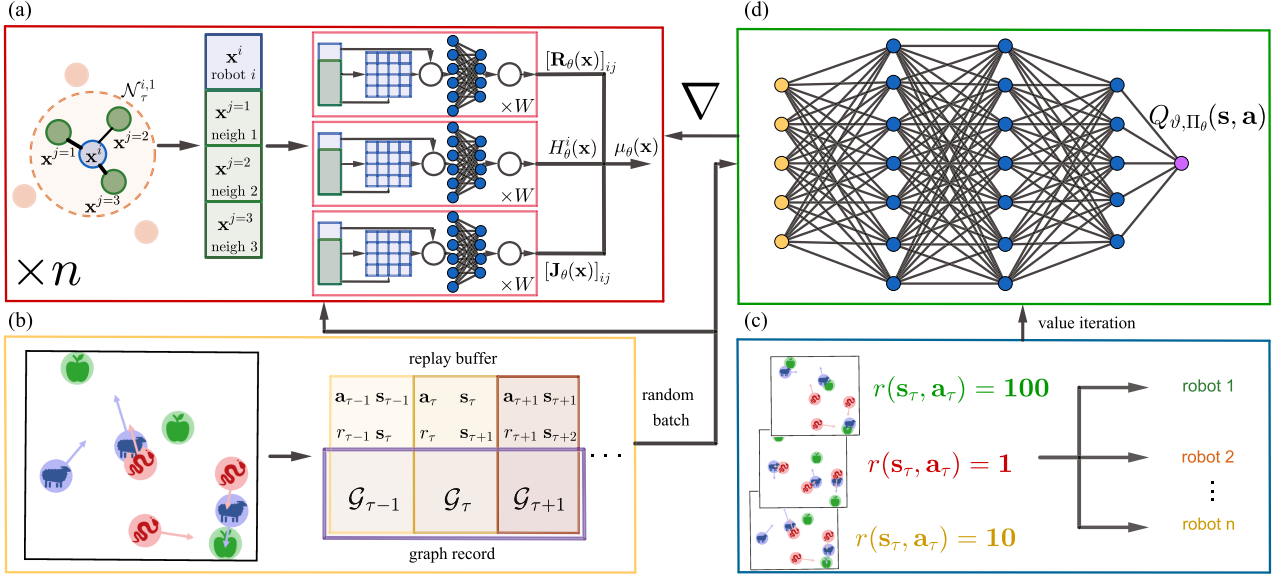 (a)
𝒩_τ^{i,1}
x^{j=1}
x^{j=2}
x^i
x^{j=3}
×n
x^i
robot i
x^{j=1}
neigh 1
x^{j=2}
neigh 2
x^{j=3}
neigh 3
×W
×W
×W
[R_θ(x)]_{ij}
H_θ^i(x)
μ_θ(x)
[J_θ(x)]_{ij}
∇
(d)
Q_{ϑ,Π_θ}(s, a)
(b)
replay buffer
a_{τ−1} s_{τ−1} a_τ s_τ a_{τ+1} s_{τ+1}
r_{τ−1} s_τ r_τ s_{τ+1} r_{τ+1} s_{τ+2}
𝒢_{τ−1} 𝒢_τ 𝒢_{τ+1}
...
graph record
random
batch
(c)
value iteration
r(s_τ, a_τ) = 100
r(s_τ, a_τ) = 1
r(s_τ, a_τ) = 10
robot 1
robot 2
⋮
robot n